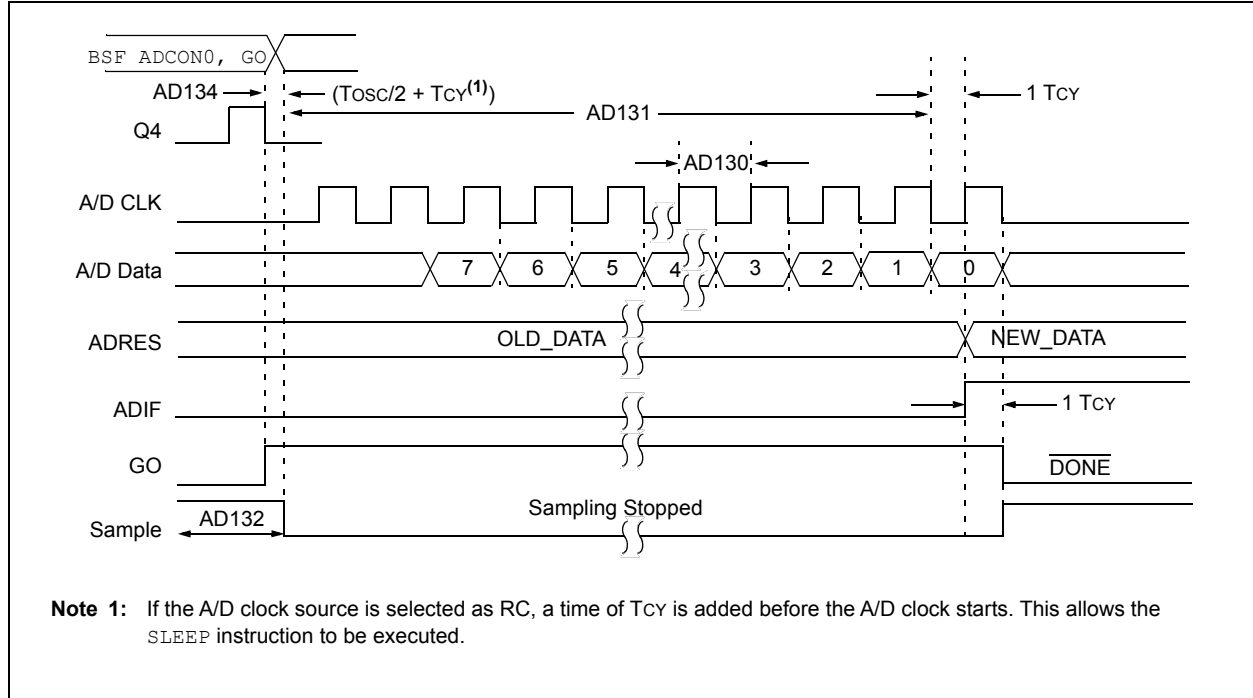 BSF ADCON0, GO
AD134 (TOSC/2 + TCY(1)) 1 TCY
AD131
Q4
AD130
A/D CLK
A/D Data 7 6 5 4 3 2 1 0
ADRES OLD_DATA NEW_DATA
ADIF 1 TCY
GO DONE
Sample AD132 Sampling Stopped
Note 1: If the A/D clock source is selected as RC, a time of TCY is added before the A/D clock starts. This allows the
SLEEP instruction to be executed.